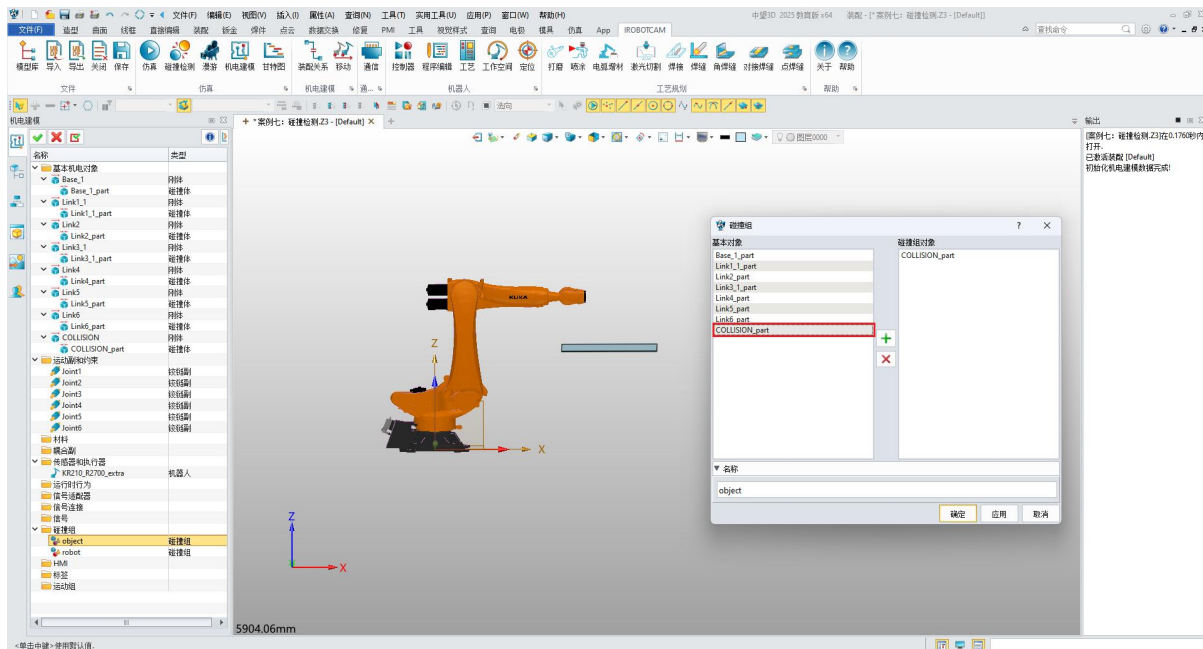 文件(F) 编辑(E) 视图(V) 插入(I) 属性(A) 查询(N) 工具(T) 实用工具(U) 应用(P) 窗口(W) 帮助(H) 中望3D 2025 教育版 x64 装配 - [* 案例七：碰撞检测.Z3 - [Default]]
文件(F) 造型 曲面 线框 直接编辑 装配 钣金 焊件 点云 数据交换 修复 PMI 工具 视觉样式 查询 电极 模具 仿真 App IROBOTCAM 查找命令
模型库 导入 导出 关闭 保存 仿真 碰撞检测 漫游 机电建模 甘特图 装配关系 移动 通信 控制器 程序编辑 工艺 工作空间 定位 打磨 喷涂 电弧增材 激光切割 焊接 焊缝 角焊缝 对接焊缝 点焊缝 关于 帮助
文件 仿真 机电建模 通... 机器人 工艺规划 帮助
法向
机电建模
* 案例七：碰撞检测.Z3 - [Default]
输出
图层0000
[案例七：碰撞检测.Z3]在0.1760秒内
打开.
已激活装配 [Default]
初始化机电建模数据完成!
名称 类型
基本机电对象
Base_1 刚体
Base_1_part 碰撞体
Link1_1 刚体
Link1_1_part 碰撞体
Link2 刚体
Link2_part 碰撞体
Link3_1 刚体
Link3_1_part 碰撞体
Link4 刚体
Link4_part 碰撞体
Link5 刚体
Link5_part 碰撞体
Link6 刚体
Link6_part 碰撞体
COLLISION 刚体
COLLISION_part 碰撞体
运动副和约束
Joint1 铰链副
Joint2 铰链副
Joint3 铰链副
Joint4 铰链副
Joint5 铰链副
Joint6 铰链副
材料
耦合副
传感器和执行器
KR210_R2700_extra 机器人
运行时行为
信号适配器
信号连接
信号
碰撞组
object 碰撞组
robot 碰撞组
HMI
标签
运动组
KUKA
Z
X
Z
X
5904.06mm
碰撞组
基本对象 碰撞组对象
Base_1_part COLLISION_part
Link1_1_part
Link2_part
Link3_1_part
Link4_part
Link5_part
Link6_part
COLLISION_part
名称
object
确定 应用 取消
<单击中键>使用默认值.